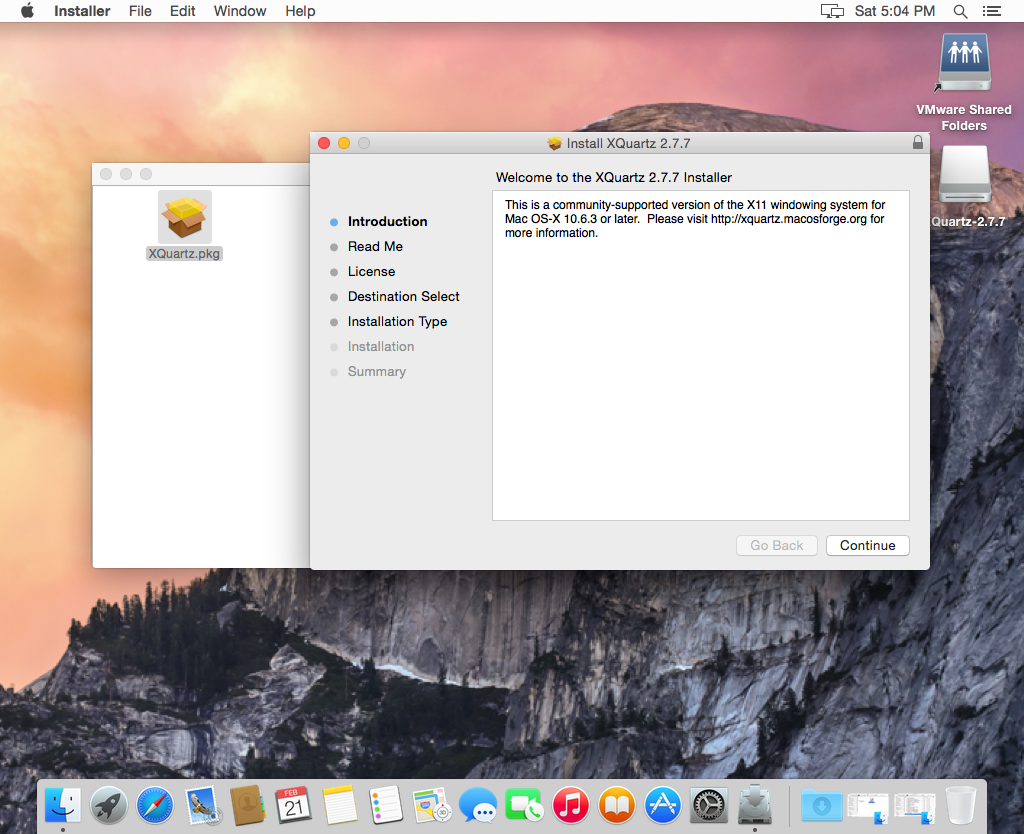 Installer File Edit Window Help Sat 5:04 PM
VMware Shared
Folders
Install XQuartz 2.7.7
Welcome to the XQuartz 2.7.7 Installer
This is a community-supported version of the X11 windowing system for
Mac OS-X 10.6.3 or later. Please visit http://xquartz.macosforge.org for
more information.
Introduction
Read Me
License
Destination Select
Installation Type
Installation
Summary
XQuartz.pkg
Quartz-2.7.7
Go Back Continue
FEB
21
3D